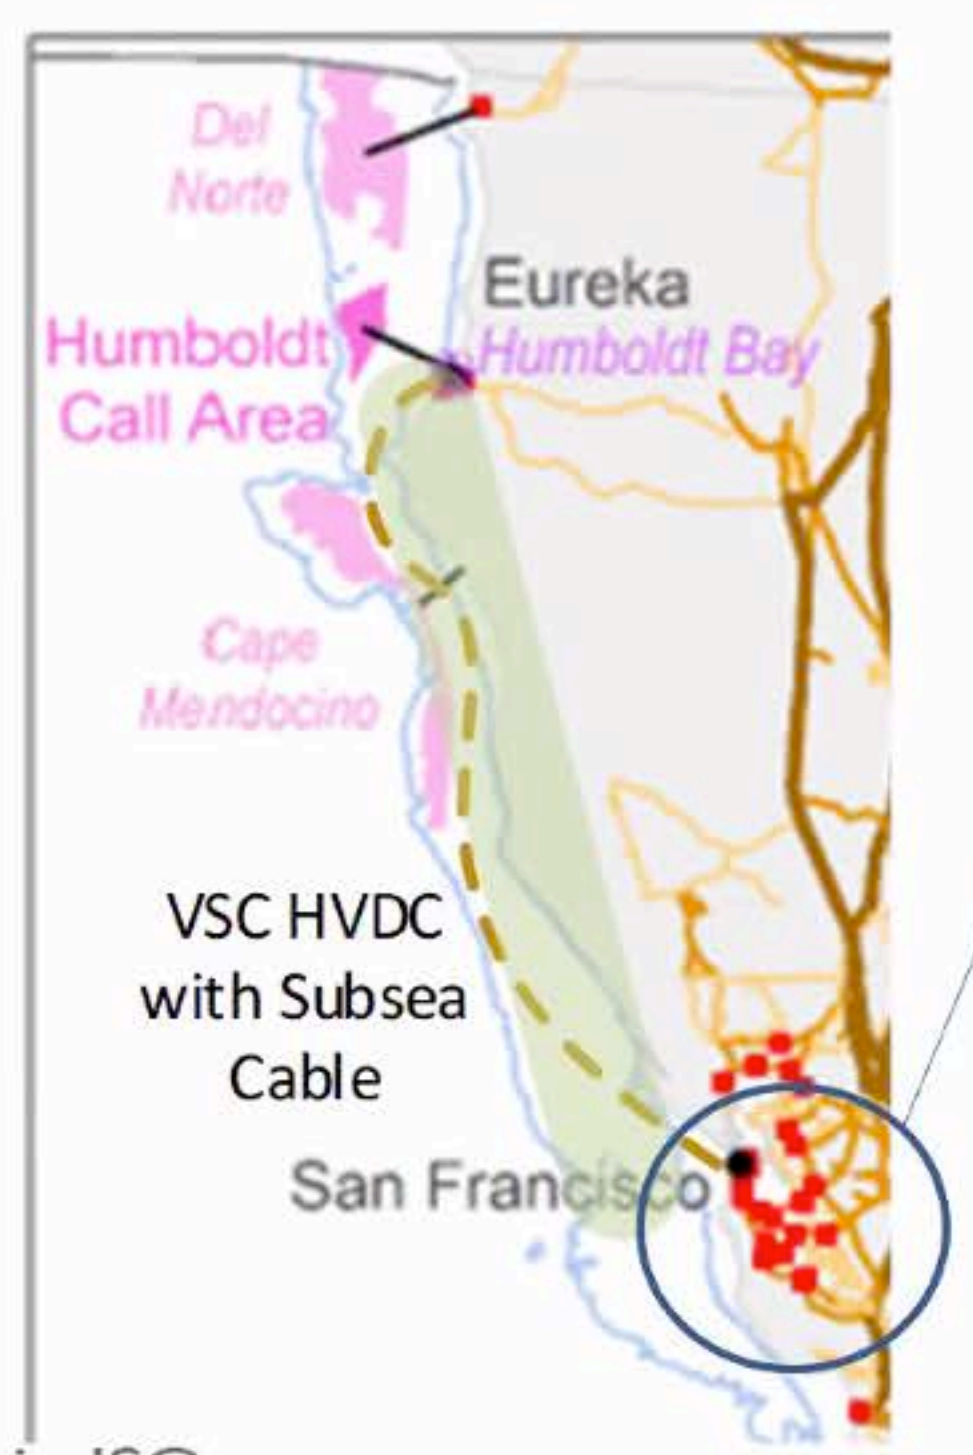 Del
Norte
Eureka
Humboldt Bay
Humboldt
Call Area
Cape
Mendocino
VSC HVDC
with Subsea
Cable
San Francisco